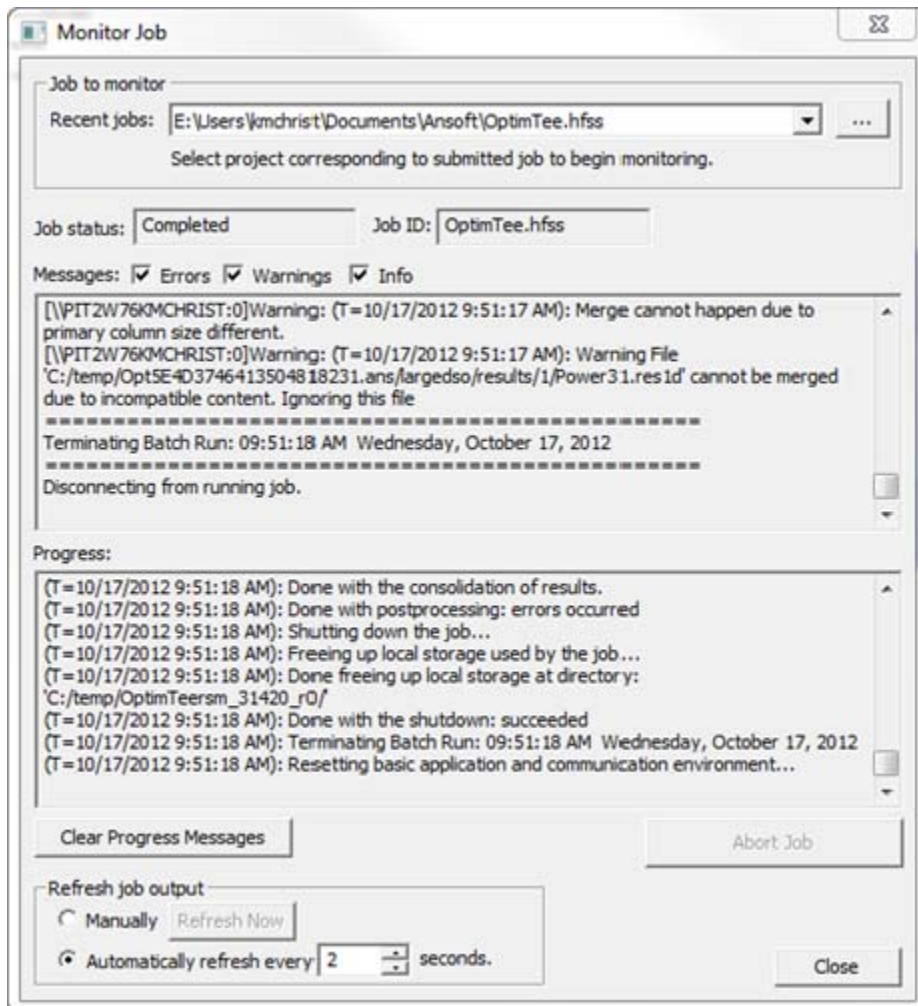 Monitor Job
Job to monitor
Recent jobs: E:\Users\kmchrist\Documents\Ansoft\OptimTee.hfss ...
Select project corresponding to submitted job to begin monitoring.
Job status: Completed Job ID: OptimTee.hfss
Messages: Errors Warnings Info
[\\PIT2W76KMCHRIST:0]Warning: (T=10/17/2012 9:51:17 AM): Merge cannot happen due to
primary column size different.
[\\PIT2W76KMCHRIST:0]Warning: (T=10/17/2012 9:51:17 AM): Warning File
'C:/temp/Opt5E4D3746413504818231.ans/largedso/results/1/Power31.res1d' cannot be merged
due to incompatible content. Ignoring this file
================================================
Terminating Batch Run: 09:51:18 AM Wednesday, October 17, 2012
================================================
Disconnecting from running job.
Progress:
(T=10/17/2012 9:51:18 AM): Done with the consolidation of results.
(T=10/17/2012 9:51:18 AM): Done with postprocessing: errors occurred
(T=10/17/2012 9:51:18 AM): Shutting down the job...
(T=10/17/2012 9:51:18 AM): Freeing up local storage used by the job...
(T=10/17/2012 9:51:18 AM): Done freeing up local storage at directory:
'C:/temp/OptimTeersm_31420_rO/'
(T=10/17/2012 9:51:18 AM): Done with the shutdown: succeeded
(T=10/17/2012 9:51:18 AM): Terminating Batch Run: 09:51:18 AM Wednesday, October 17, 2012
(T=10/17/2012 9:51:18 AM): Resetting basic application and communication environment...
Clear Progress Messages Abort Job
Refresh job output
Manually Refresh Now
Automatically refresh every 2 seconds.
Close